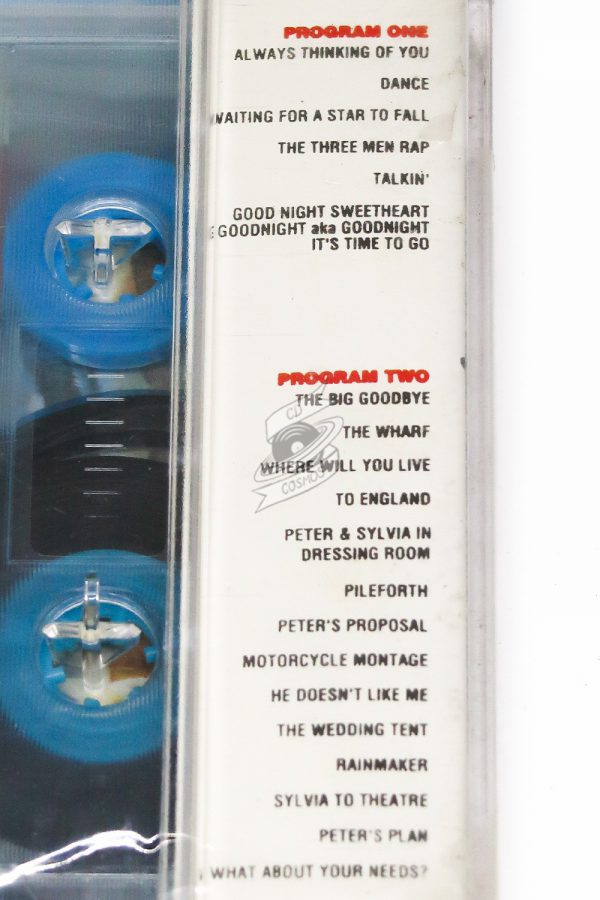 PROGRAM ONE
ALWAYS THINKING OF YOU
DANCE
WAITING FOR A STAR TO FALL
THE THREE MEN RAP
TALKIN'
GOOD NIGHT SWEETHEART
GOODNIGHT aka GOODNIGHT
IT'S TIME TO GO
PROGRAM TWO
THE BIG GOODBYE
THE WHARF
WHERE WILL YOU LIVE
TO ENGLAND
PETER & SYLVIA IN
DRESSING ROOM
PILEFORTH
PETER'S PROPOSAL
MOTORCYCLE MONTAGE
HE DOESN'T LIKE ME
THE WEDDING TENT
RAINMAKER
SYLVIA TO THEATRE
PETER'S PLAN
WHAT ABOUT YOUR NEEDS?
CD
COSMOS